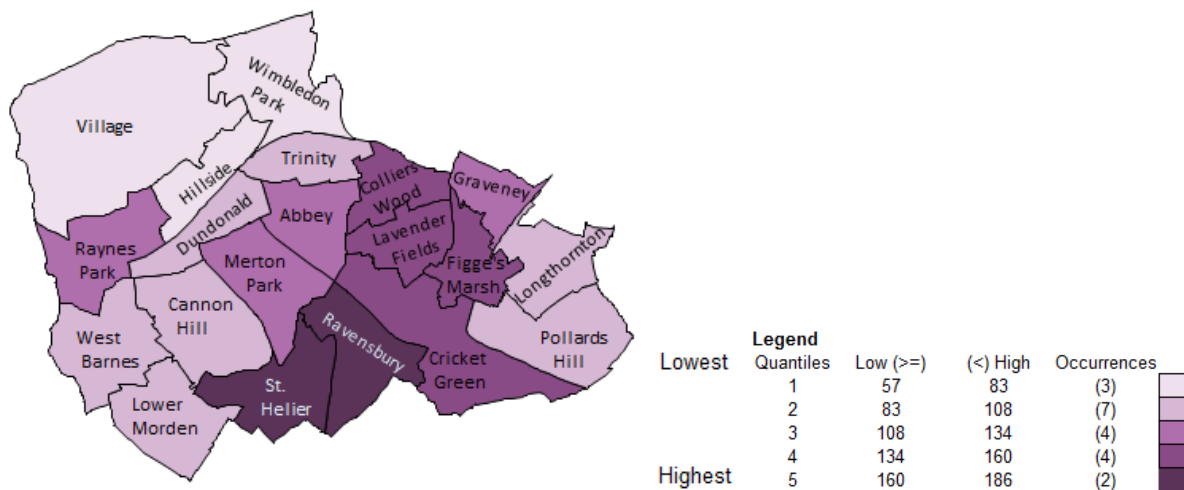 Wimbledon
Park
Village
Hillside
Trinity
Dundonald
Abbey
Colliers
Wood
Graveney
Lavender
Fields
Raynes
Park
Merton
Park
Figge's
Marsh
Longthornton
Cannon
Hill
West
Barnes
Ravensbury
Pollards
Hill
Cricket
Green
St.
Helier
Lower
Morden
Legend
Lowest Quantiles Low (>=) (<) High Occurrences
1 57 83 (3)
2 83 108 (7)
3 108 134 (4)
4 134 160 (4)
Highest 5 160 186 (2)